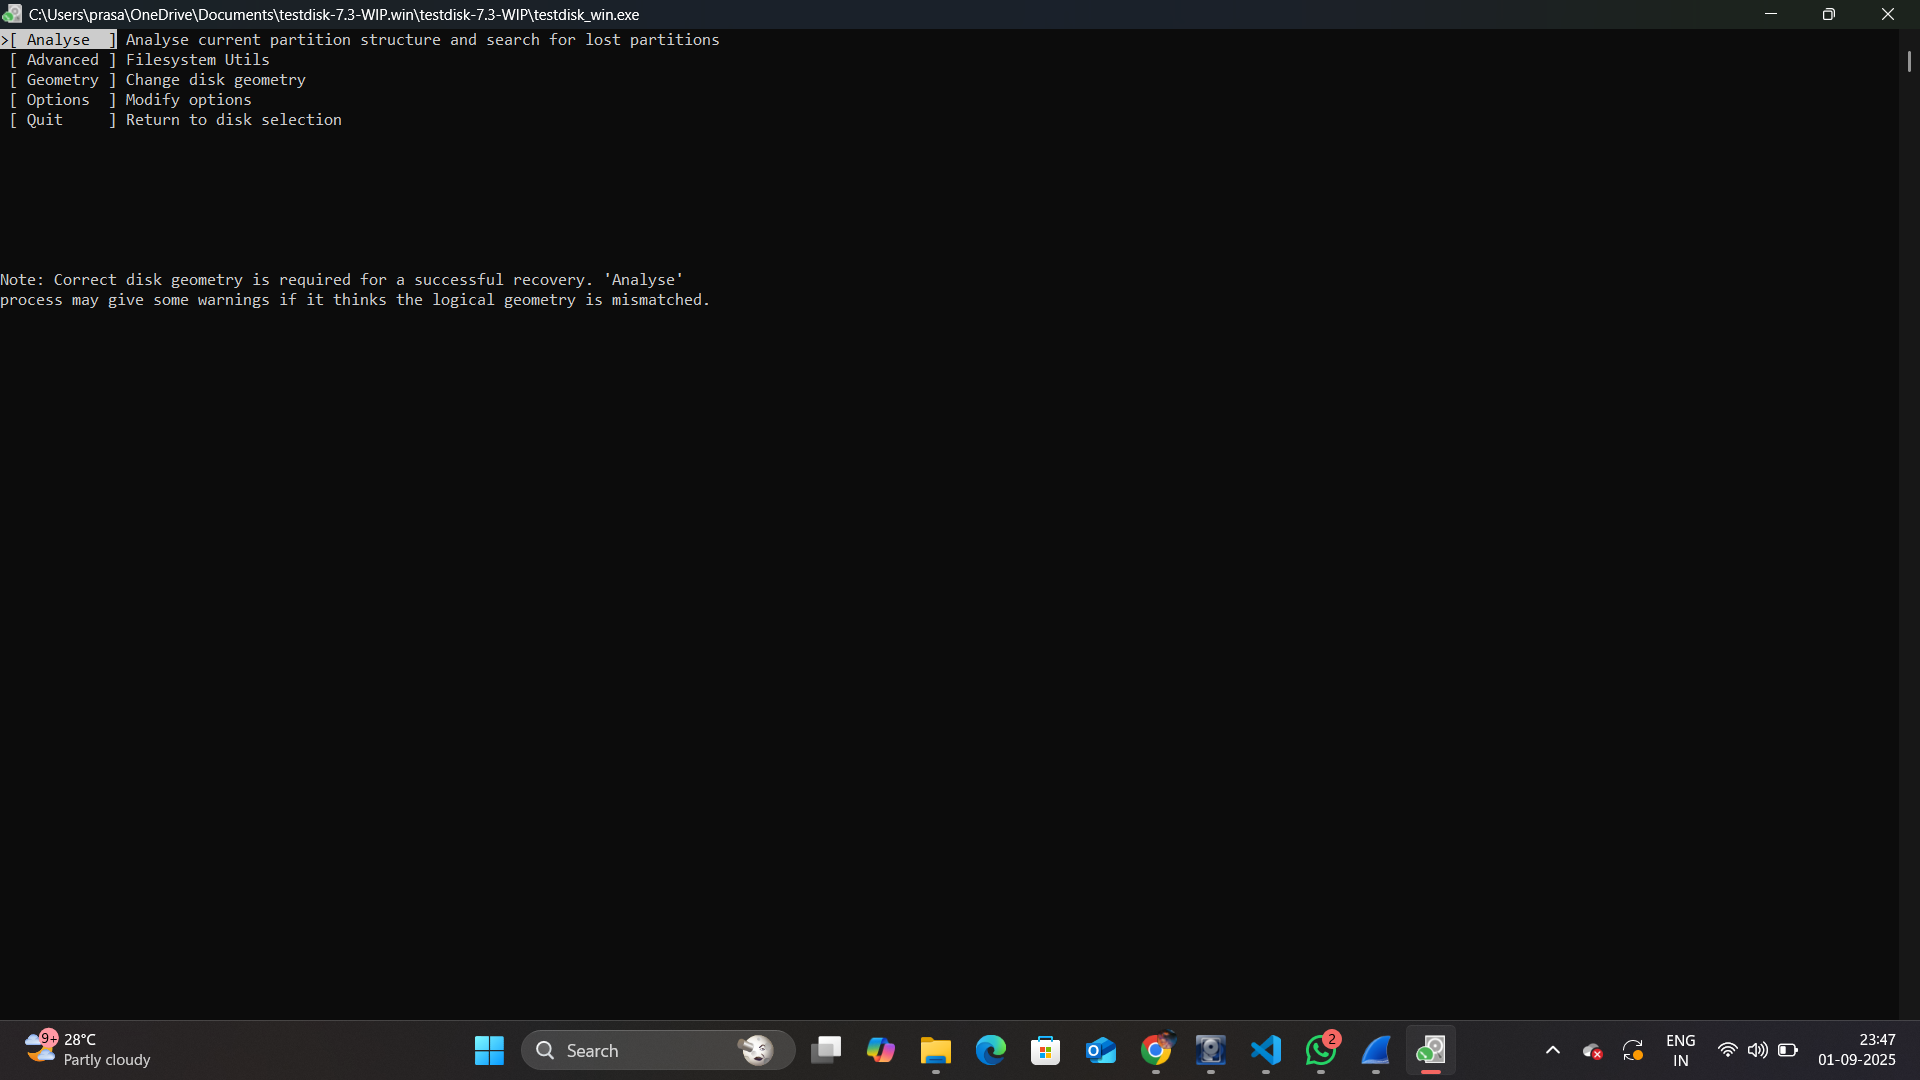 C:\Users\prasa\OneDrive\Documents\testdisk-7.3-WIP.win\testdisk-7.3-WIP\testdisk_win.exe
>[ Analyse  ] Analyse current partition structure and search for lost partitions
 [ Advanced ] Filesystem Utils
 [ Geometry ] Change disk geometry
 [ Options  ] Modify options
 [ Quit     ] Return to disk selection
Note: Correct disk geometry is required for a successful recovery. 'Analyse'
process may give some warnings if it thinks the logical geometry is mismatched.
9+
28°C
Partly cloudy
Search
2
ENG
IN
23:47
01-09-2025